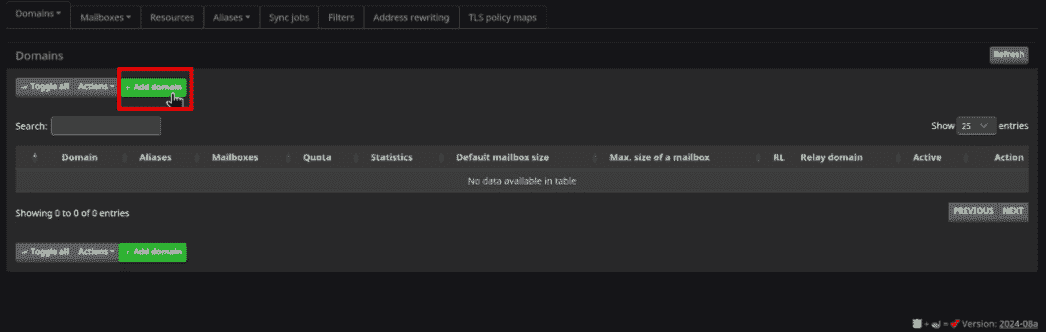 Domains Mailboxes Resources Aliases Sync jobs Filters Address rewriting TLS policy maps
Domains Refresh
Toggle all Actions + Add domain
Search: Show 25 entries
Domain Aliases Mailboxes Quota Statistics Default mailbox size Max. size of a mailbox RL Relay domain Active Action
No data available in table
Showing 0 to 0 of 0 entries PREVIOUS NEXT
Toggle all Actions + Add domain
+ = Version: 2024-08a